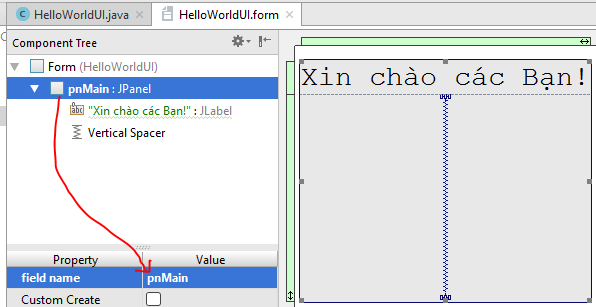 HelloWorldUI.java × HelloWorldUI.form ×
Component Tree
Form (HelloWorldUI)
pnMain : JPanel
"Xin chào các Bạn!" : JLabel
Vertical Spacer
Property Value
field name pnMain
Custom Create
Xin chào các Bạn!